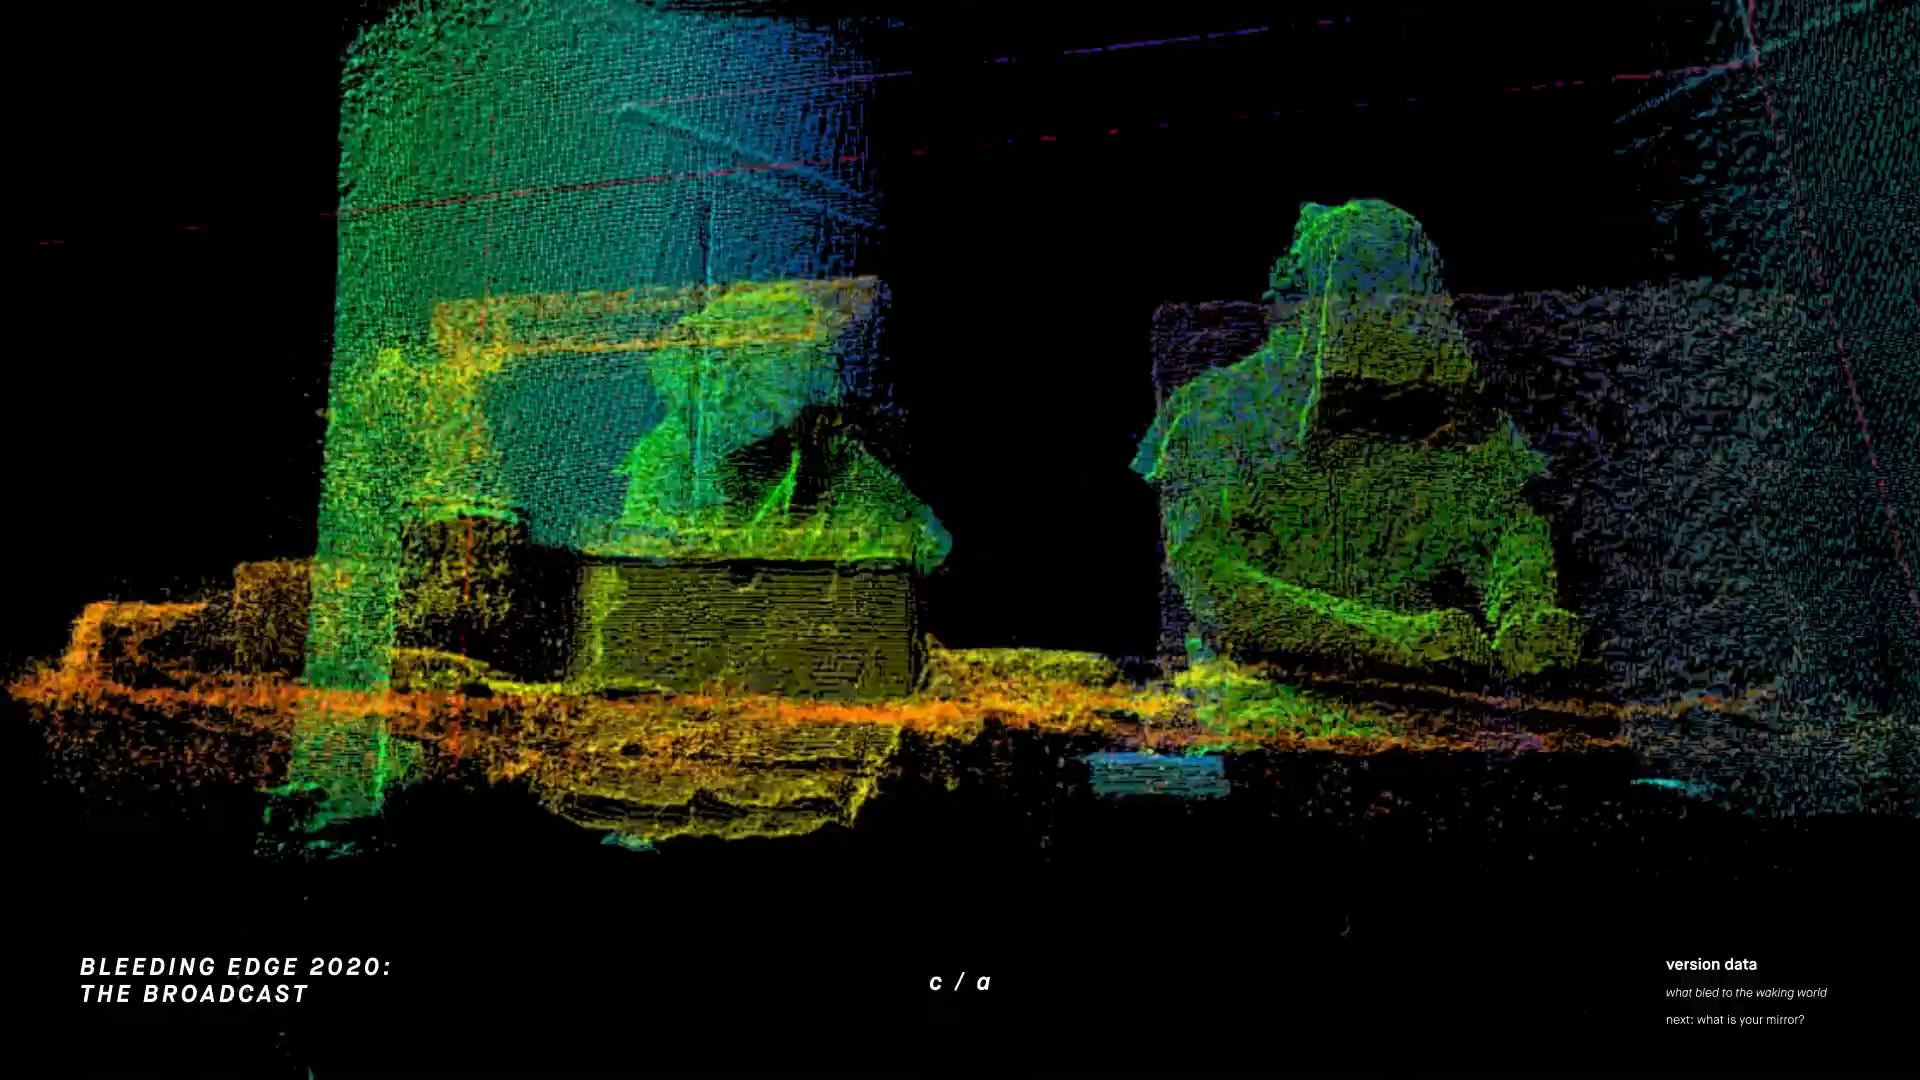 BLEEDING EDGE 2020:
THE BROADCAST
c / a
version data
what bled to the waking world
next: what is your mirror?